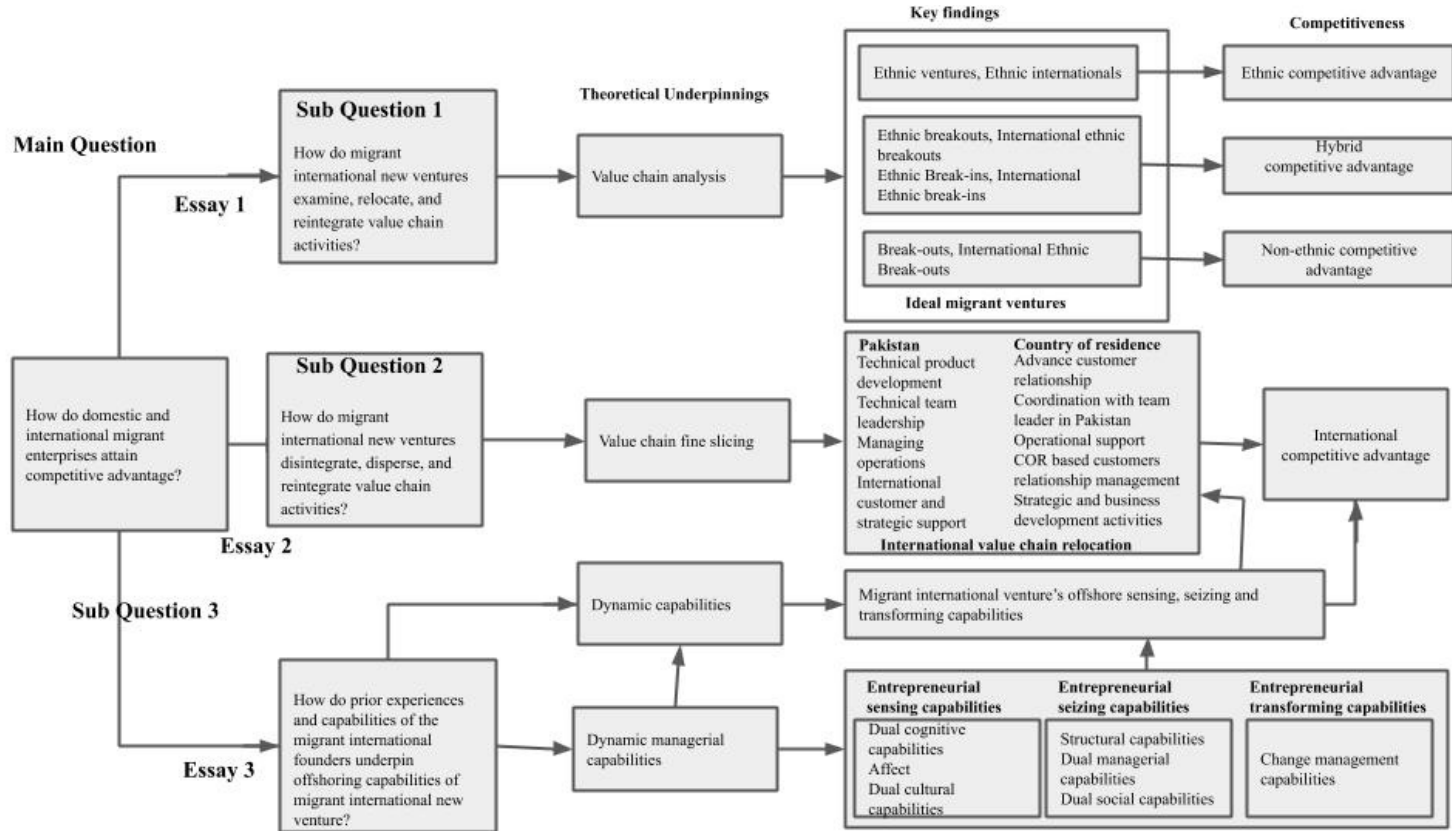 Key findings
Competitiveness
Theoretical Underpinnings
Main Question
Essay 1
Sub Question 1
How do migrant
international new ventures
examine, relocate, and
reintegrate value chain
activities?
Value chain analysis
Ethnic ventures, Ethnic internationals
Ethnic breakouts, International ethnic
breakouts
Ethnic Break-ins, International
Ethnic break-ins
Break-outs, International Ethnic
Break-outs
Ideal migrant ventures
Ethnic competitive advantage
Hybrid
competitive advantage
Non-ethnic competitive
advantage
How do domestic and
international migrant
enterprises attain
competitive advantage?
Essay 2
Sub Question 2
How do migrant
international new ventures
disintegrate, disperse, and
reintegrate value chain
activities?
Value chain fine slicing
Pakistan
Technical product
development
Technical team
leadership
Managing
operations
International
customer and
strategic support
Country of residence
Advance customer
relationship
Coordination with team
leader in Pakistan
Operational support
COR based customers
relationship management
Strategic and business
development activities
International value chain relocation
International
competitive advantage
Sub Question 3
Essay 3
How do prior experiences
and capabilities of the
migrant international
founders underpin
offshoring capabilities of
migrant international new
venture?
Dynamic capabilities
Dynamic managerial
capabilities
Migrant international venture's offshore sensing, seizing and
transforming capabilities
Entrepreneurial
sensing capabilities
Dual cognitive
capabilities
Affect
Dual cultural
capabilities
Entrepreneurial
seizing capabilities
Structural capabilities
Dual managerial
capabilities
Dual social capabilities
Entrepreneurial
transforming capabilities
Change management
capabilities